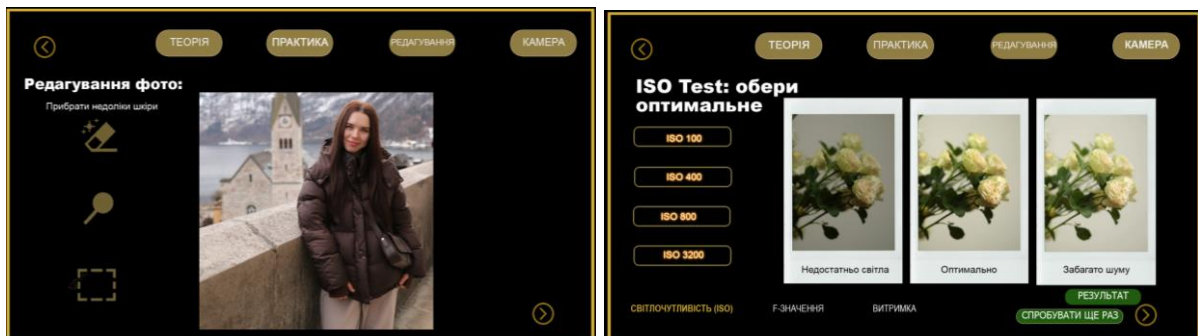 ТЕОРІЯ
ПРАКТИКА
РЕДАГУВАННЯ
КАМЕРА
Редагування фото:
Прибрати недоліки шкіри
ТЕОРІЯ
ПРАКТИКА
РЕДАГУВАННЯ
КАМЕРА
ISO Test: обери
оптимальне
ISO 100
ISO 400
ISO 800
ISO 3200
Недостатньо світла
Оптимально
Забагато шуму
РЕЗУЛЬТАТ
СВІТЛОЧУТЛИВІСТЬ (ISO)
F-ЗНАЧЕННЯ
ВИТРИМКА
СПРОБУВАТИ ЩЕ РАЗ